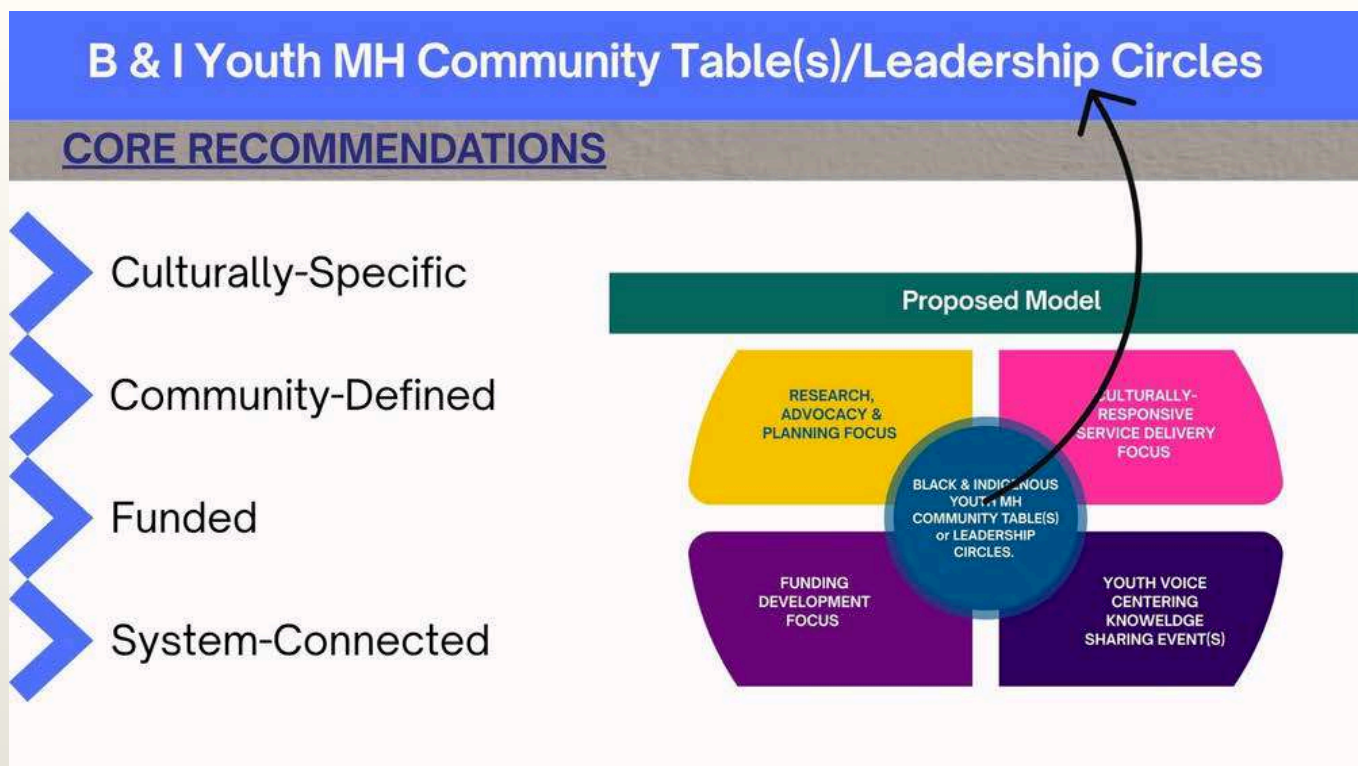 B & I Youth MH Community Table(s)/Leadership Circles
CORE RECOMMENDATIONS
Culturally-Specific
Community-Defined
Funded
System-Connected
Proposed Model
RESEARCH,
ADVOCACY &
PLANNING FOCUS
CULTURALLY-
RESPONSIVE
SERVICE DELIVERY
FOCUS
BLACK & INDIGENOUS
YOUTH MH
COMMUNITY TABLE(S)
or LEADERSHIP
CIRCLES.
FUNDING
DEVELOPMENT
FOCUS
YOUTH VOICE
CENTERING
KNOWELDGE
SHARING EVENT(S)